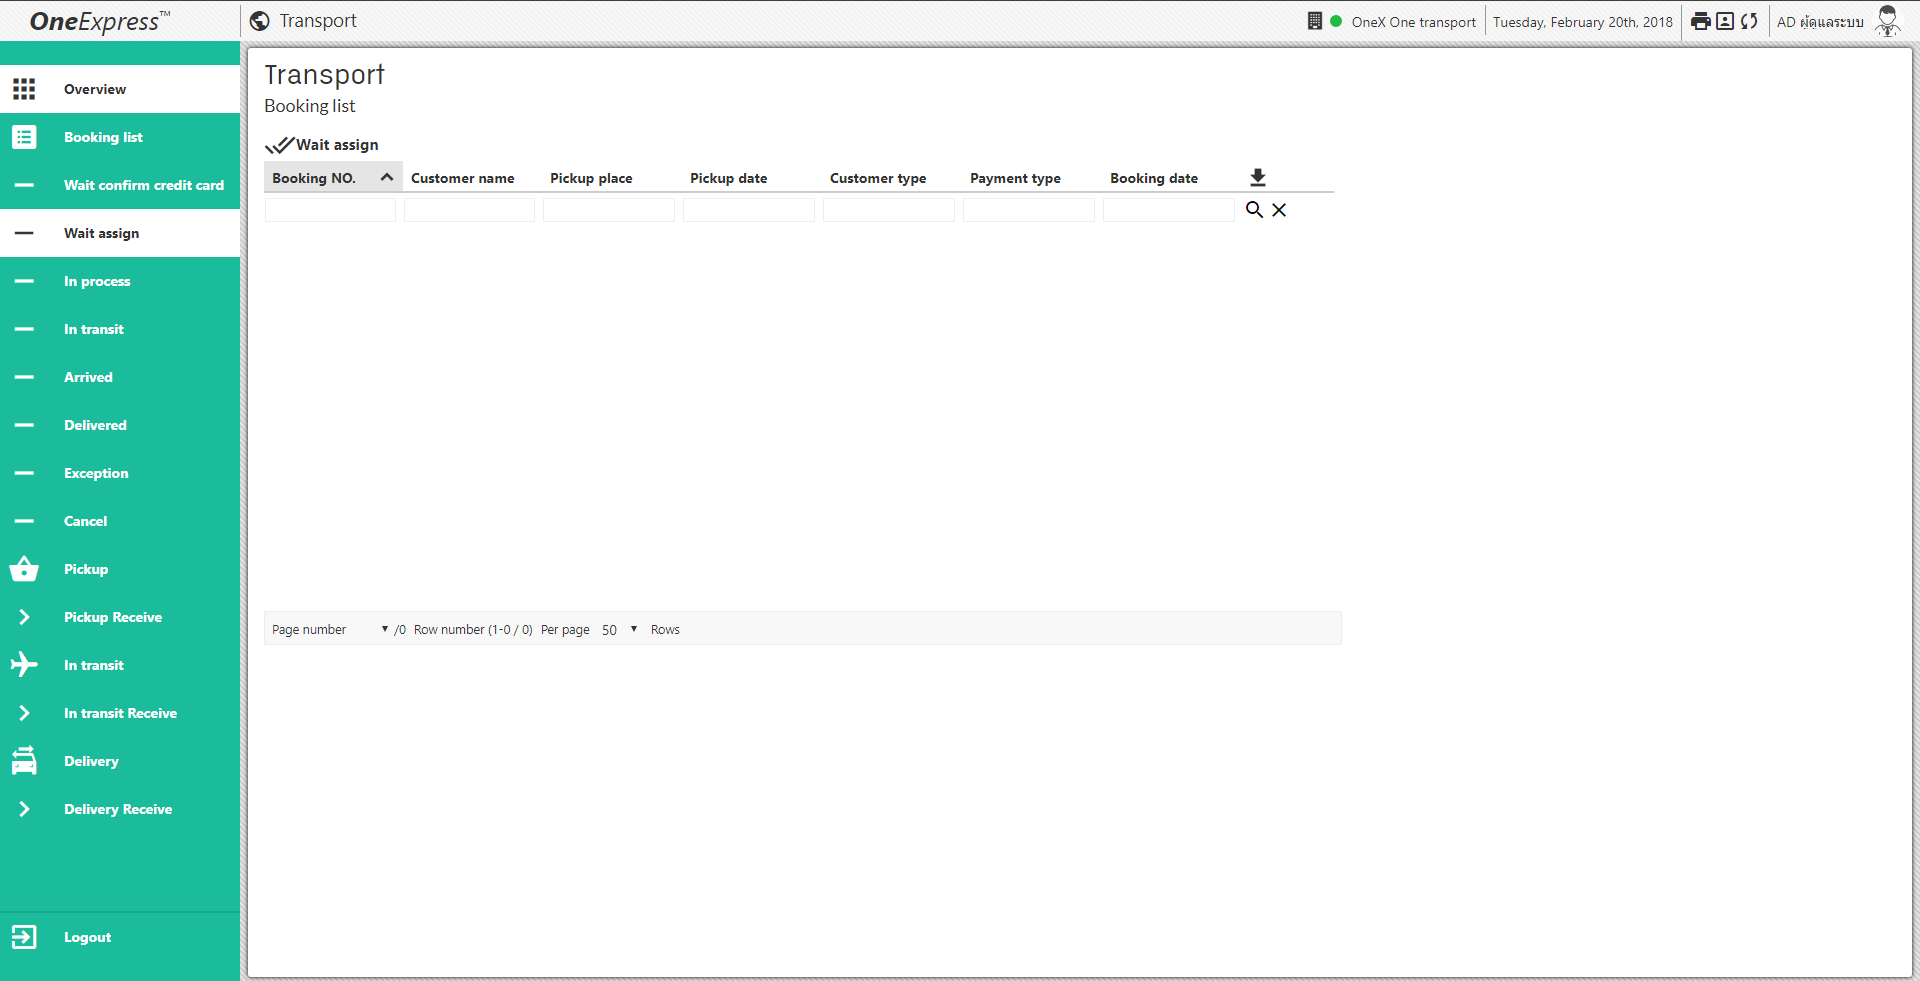 OneExpress™
Transport
OneX One transport
Tuesday, February 20th, 2018
AD ผู้ดูแลระบบ
Overview
Booking list
Wait confirm credit card
Wait assign
In process
In transit
Arrived
Delivered
Exception
Cancel
Pickup
Pickup Receive
In transit
In transit Receive
Delivery
Delivery Receive
Logout
Transport
Booking list
Wait assign
Booking NO. Customer name Pickup place Pickup date Customer type Payment type Booking date
Page number /0 Row number (1-0 / 0) Per page 50 Rows